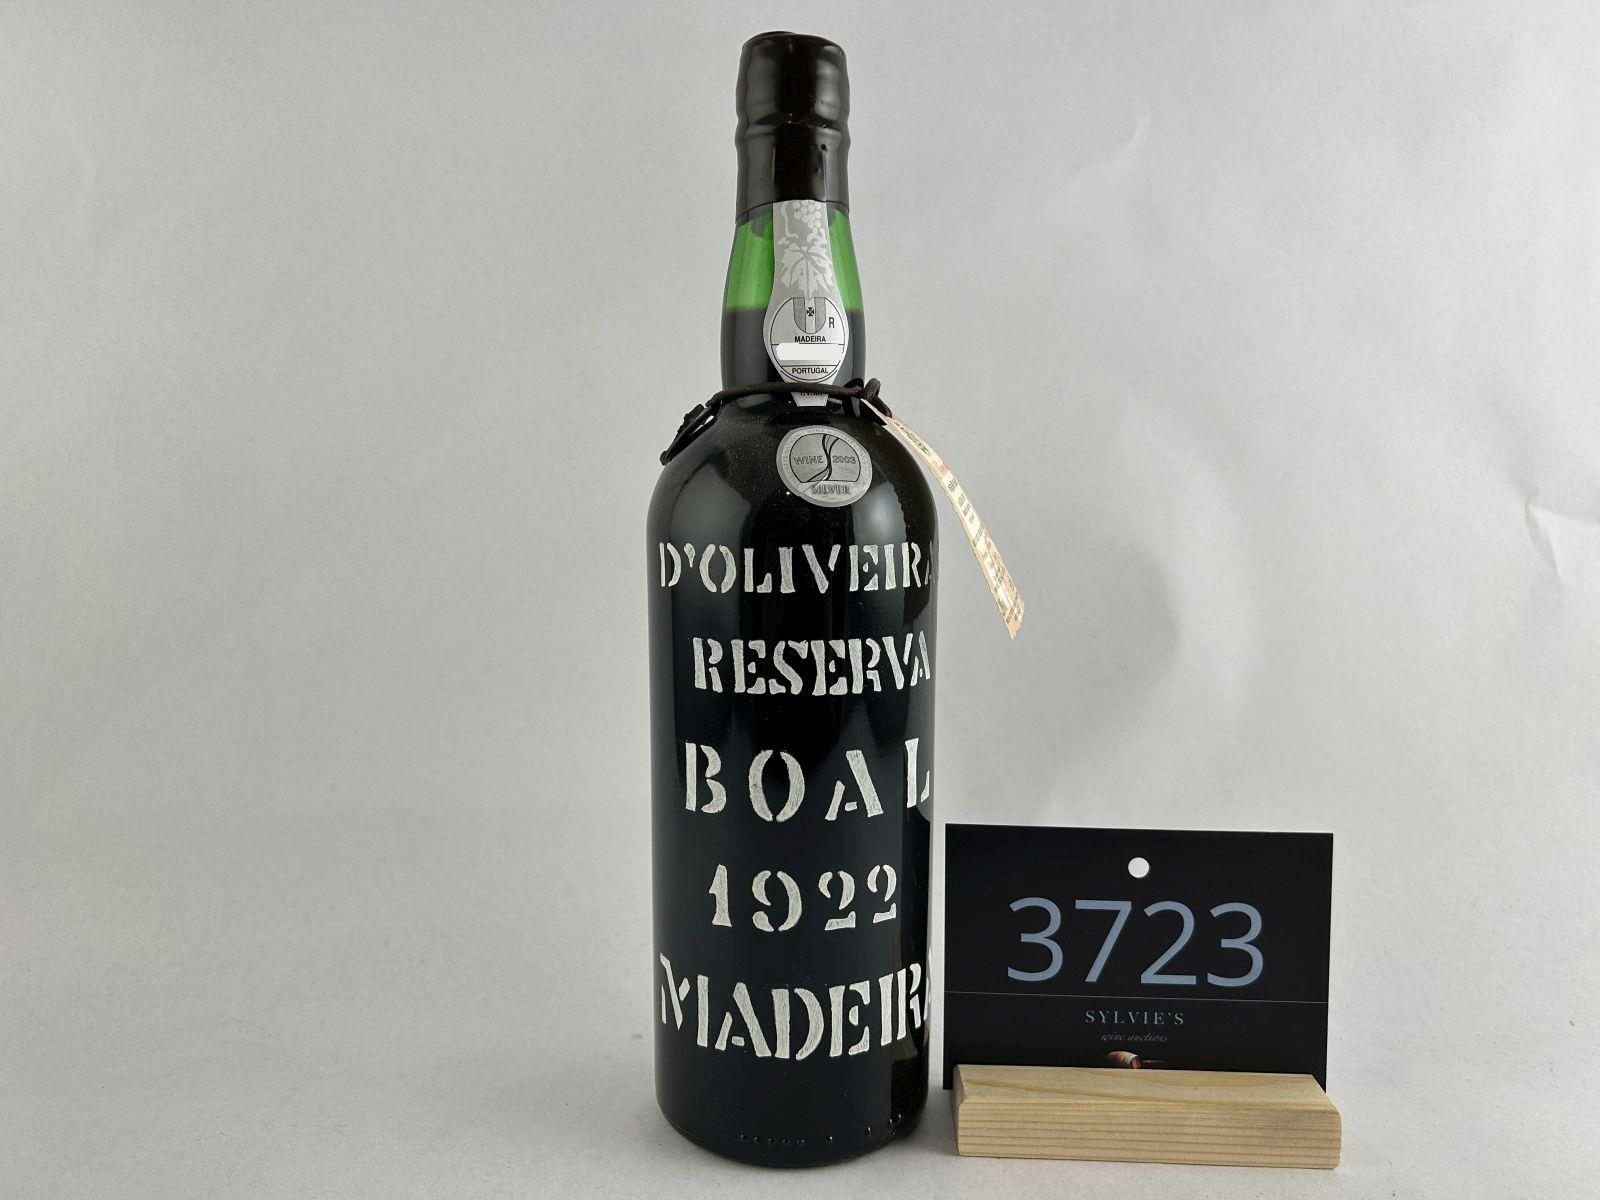 R
MADEIRA
PORTUGAL
WINE 2003
SILVER
D'OLIVEIRA
RESERVA
BOAL
1922
MADEIRA
3723
SYLVIE'S
wine auctions